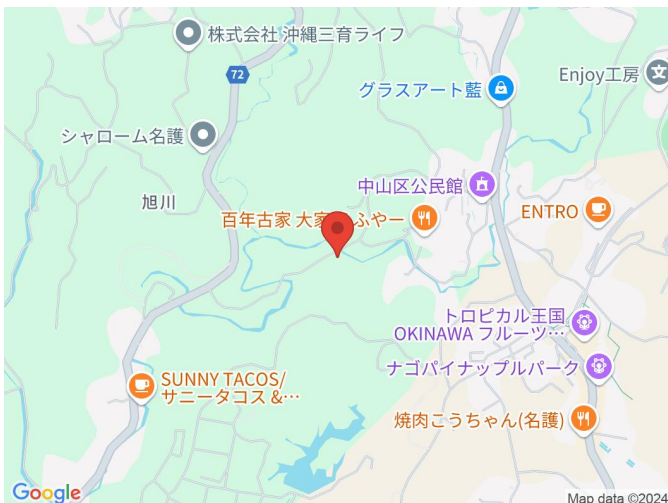 株式会社 沖縄三育ライフ
72
Enjoy工房
グラスアート藍
シャローム名護
中山区公民館
旭川
百年古家 大家
ふやー
ENTRO
トロピカル王国
OKINAWA フルーツ…
ナゴパイナップルパーク
SUNNY TACOS/
サニータコス &…
焼肉こうちゃん(名護)
Google
Map data ©2024